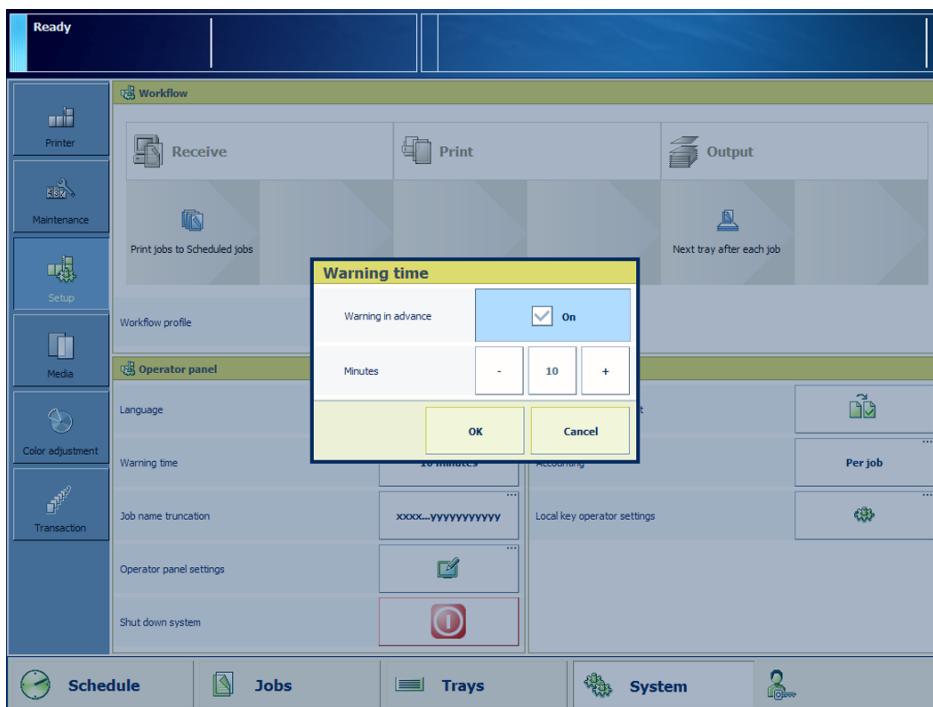 Ready
Printer
Maintenance
Setup
Media
Color adjustment
Transaction
Workflow
Receive
Print
Output
Print jobs to Scheduled jobs
Next tray after each job
Workflow profile
Warning time
Warning in advance
On
Minutes
-
10
+
OK
Cancel
Operator panel
Language
Warning time
10 minutes
Job name truncation
xxxx...yyyyyyyyyyy
Operator panel settings
Shut down system
Accounting
Per job
Local key operator settings
Schedule
Jobs
Trays
System